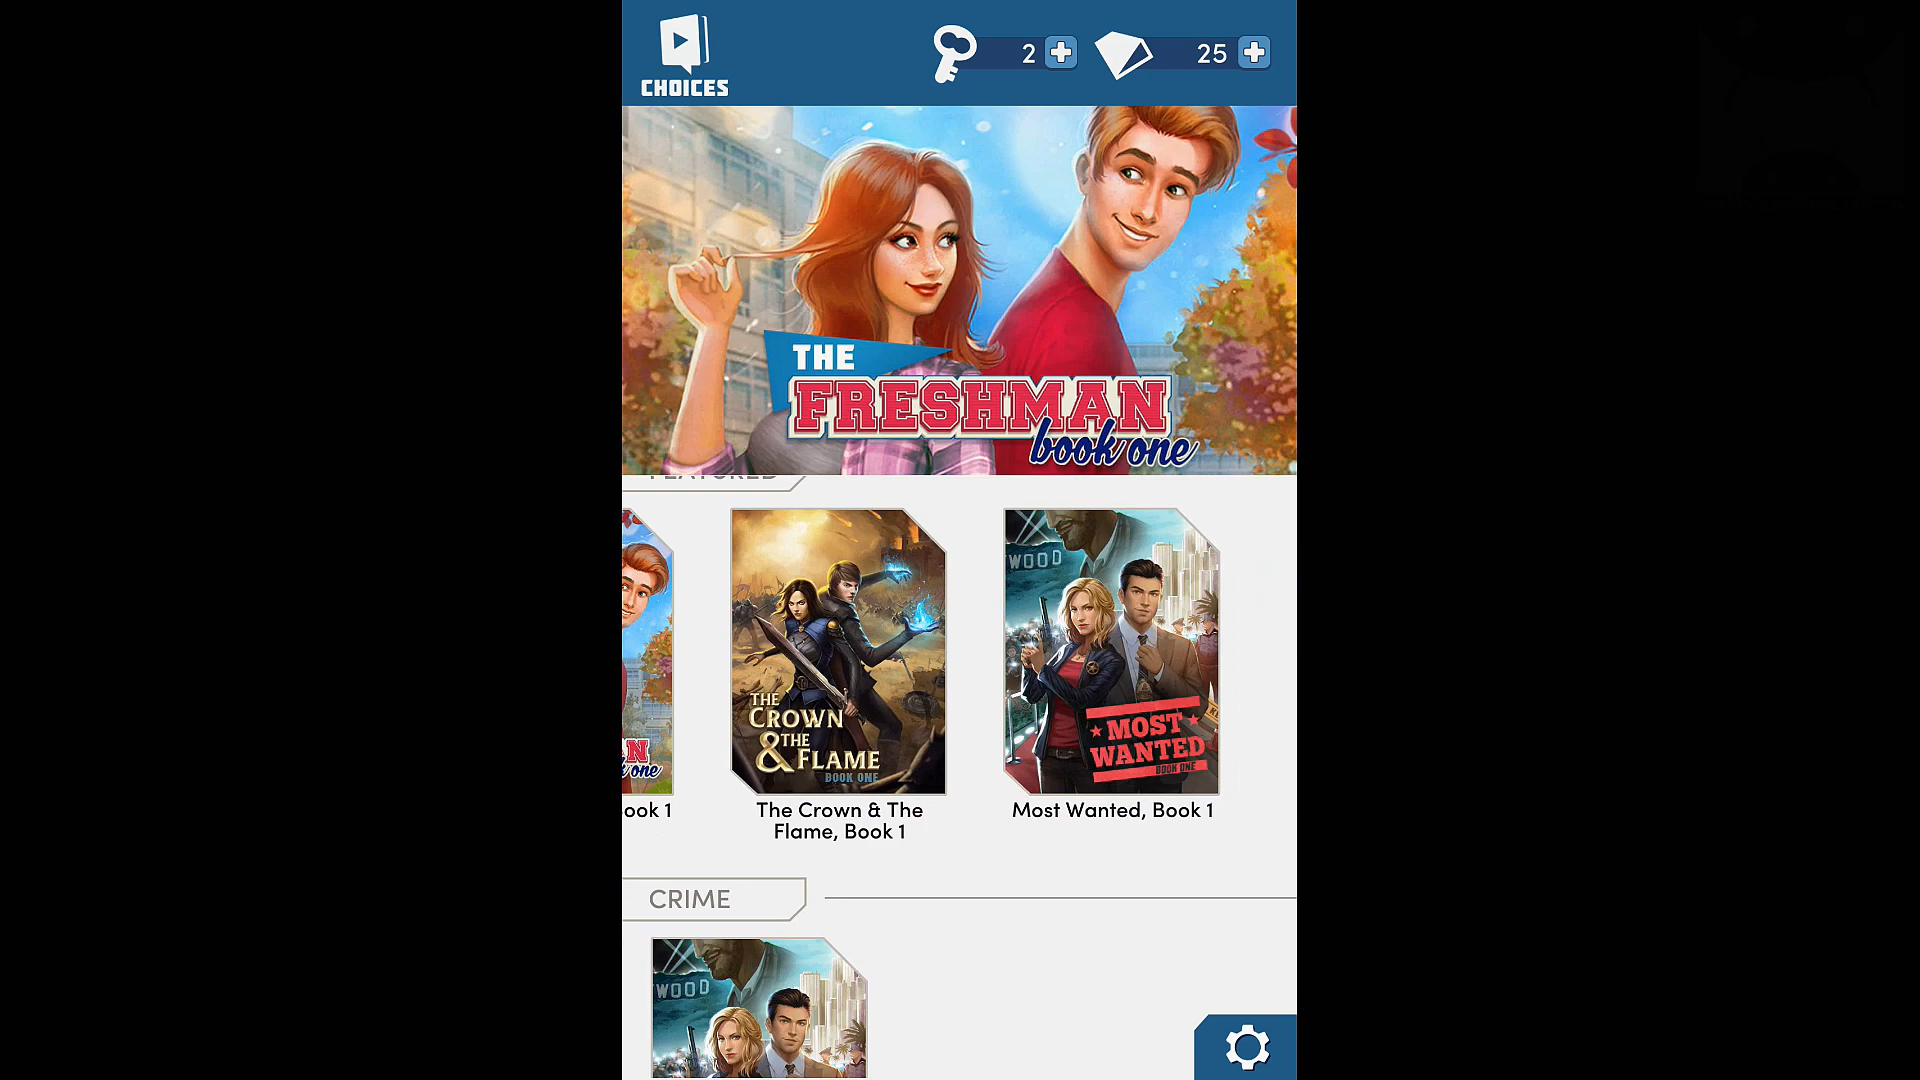 CHOICES
2
25
THE
FRESHMAN
book one
FEATURED
WOOD
THE
CROWN
& THE
FLAME
BOOK ONE
MOST
WANTED
BOOK ONE
N
one
ook 1
The Crown & The
Flame, Book 1
Most Wanted, Book 1
CRIME
WOOD